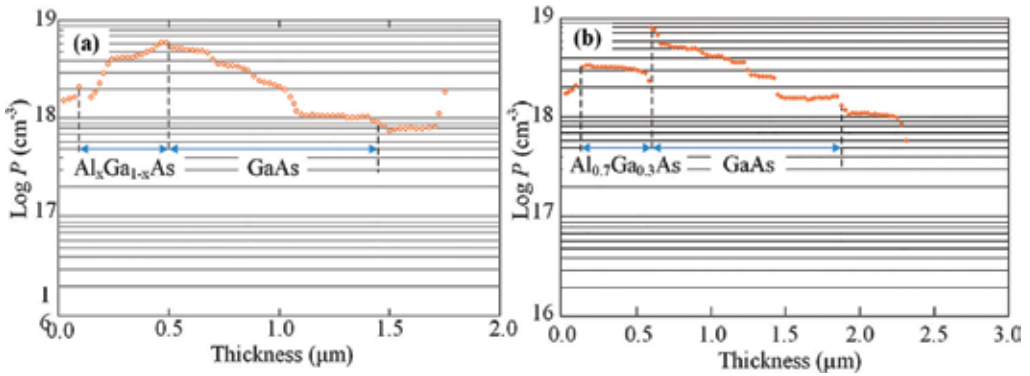 (a)
Log P (cm-3)
19
18
17
1
6
AlxGa1-xAs
GaAs
0.0 0.5 1.0 1.5 2.0
Thickness (μm)
(b)
Log P (cm-3)
19
18
17
16
Al0.7Ga0.3As
GaAs
0.0 0.5 1.0 1.5 2.0 2.5 3.0
Thickness (μm)